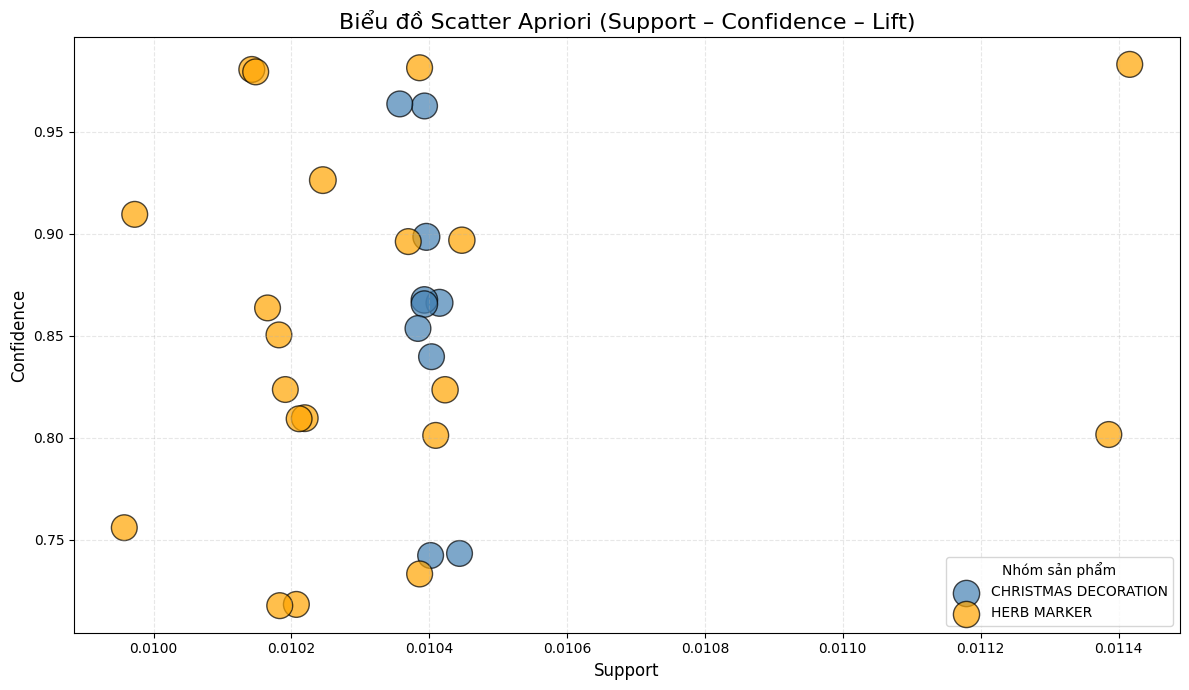 Biểu đồ Scatter Apriori (Support – Confidence – Lift)
Confidence
0.95
0.90
0.85
0.80
0.75
Nhóm sản phẩm
CHRISTMAS DECORATION
HERB MARKER
0.0100 0.0102 0.0104 0.0106 0.0108 0.0110 0.0112 0.0114
Support